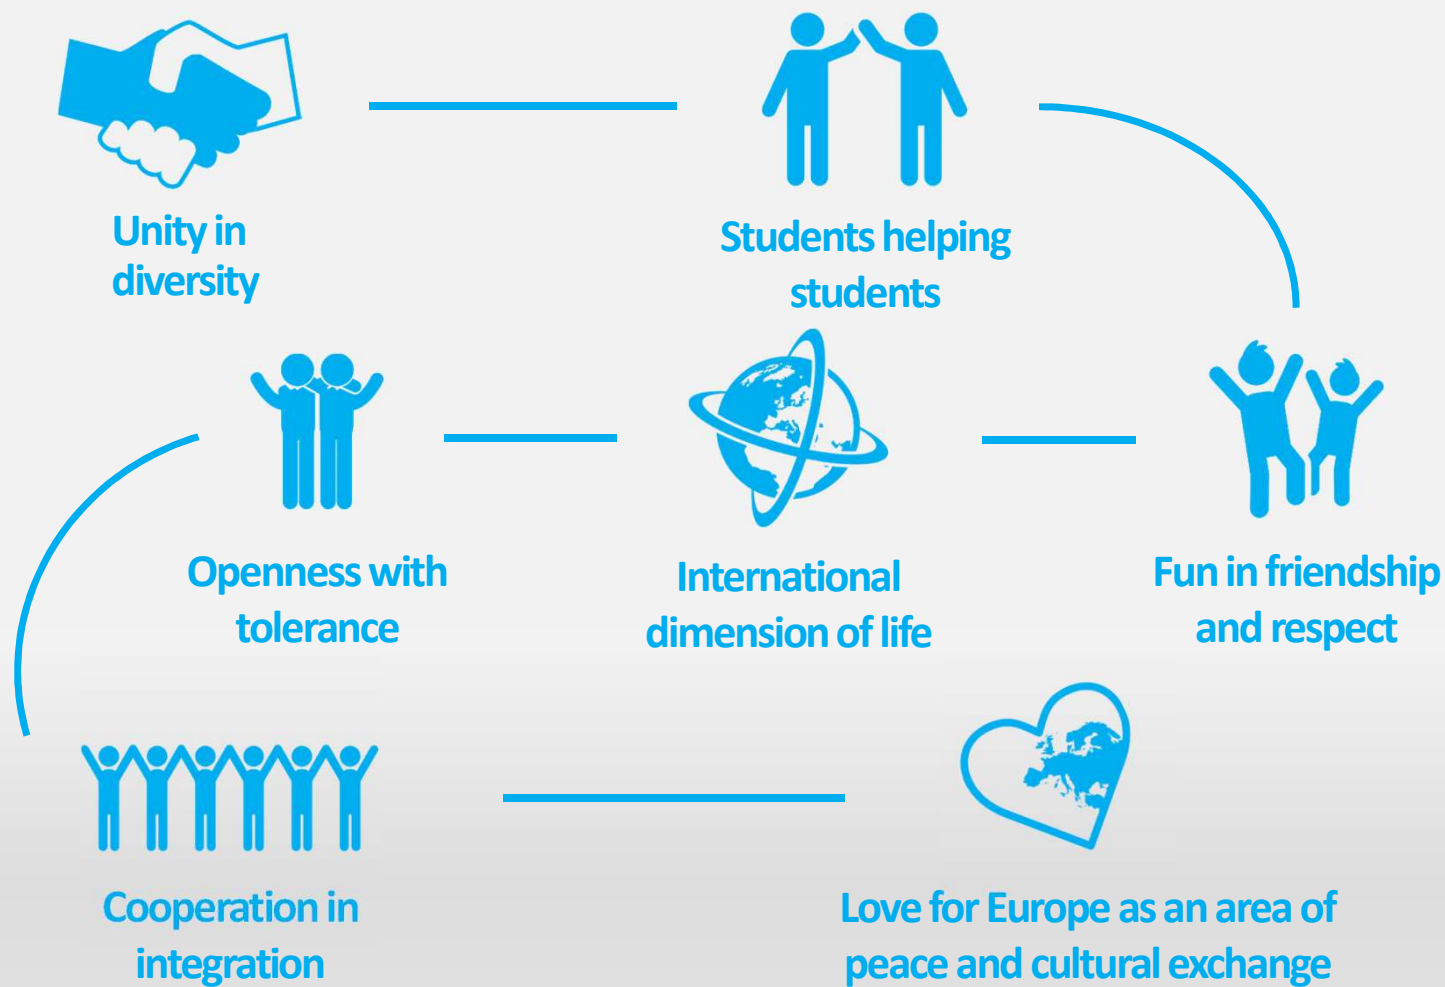 Unity in
diversity
Students helping
students
Openness with
tolerance
International
dimension of life
Fun in friendship
and respect
Cooperation in
integration
Love for Europe as an area of
peace and cultural exchange